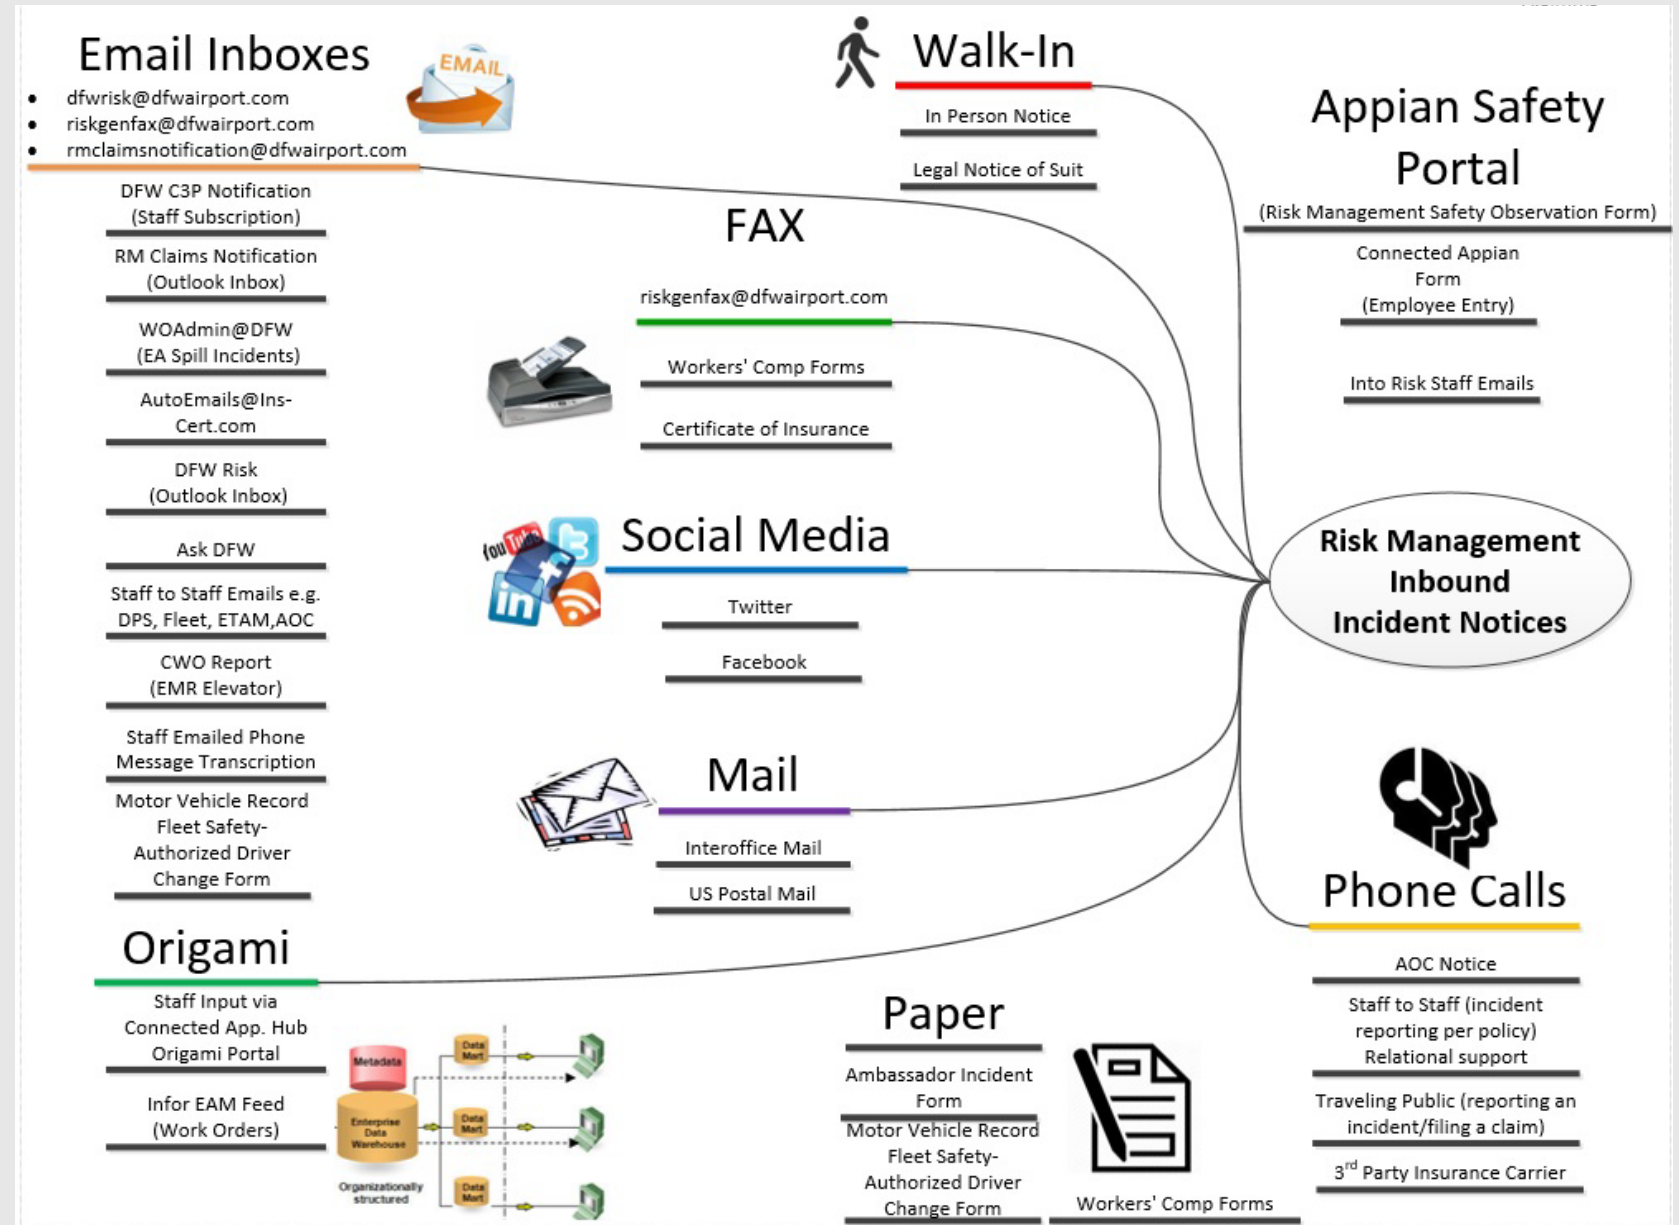 Email Inboxes
• dfwrisk@dfwairport.com
• riskgenfax@dfwairport.com
• rmclaimsnotification@dfwairport.com
EMAIL
DFW C3P Notification
(Staff Subscription)
RM Claims Notification
(Outlook Inbox)
WOAdmin@DFW
(EA Spill Incidents)
AutoEmails@Ins-
Cert.com
DFW Risk
(Outlook Inbox)
Ask DFW
Staff to Staff Emails e.g.
DPS, Fleet, ETAM,AOC
CWO Report
(EMR Elevator)
Staff Emailed Phone
Message Transcription
Motor Vehicle Record
Fleet Safety-
Authorized Driver
Change Form
Origami
Staff Input via
Connected App. Hub
Origami Portal
Infor EAM Feed
(Work Orders)
Metadata
Enterprise
Data
Warehouse
Organizationally
structured
Data
Mart
Data
Mart
Data
Mart
Walk-In
In Person Notice
Legal Notice of Suit
FAX
riskgenfax@dfwairport.com
Workers' Comp Forms
Certificate of Insurance
Social Media
You Tube
in
Twitter
Facebook
Mail
Interoffice Mail
US Postal Mail
Paper
Ambassador Incident
Form
Motor Vehicle Record
Fleet Safety-
Authorized Driver
Change Form
Workers' Comp Forms
Appian Safety
Portal
(Risk Management Safety Observation Form)
Connected Appian
Form
(Employee Entry)
Into Risk Staff Emails
Risk Management
Inbound
Incident Notices
Phone Calls
AOC Notice
Staff to Staff (incident
reporting per policy)
Relational support
Traveling Public (reporting an
incident/filing a claim)
3rd Party Insurance Carrier